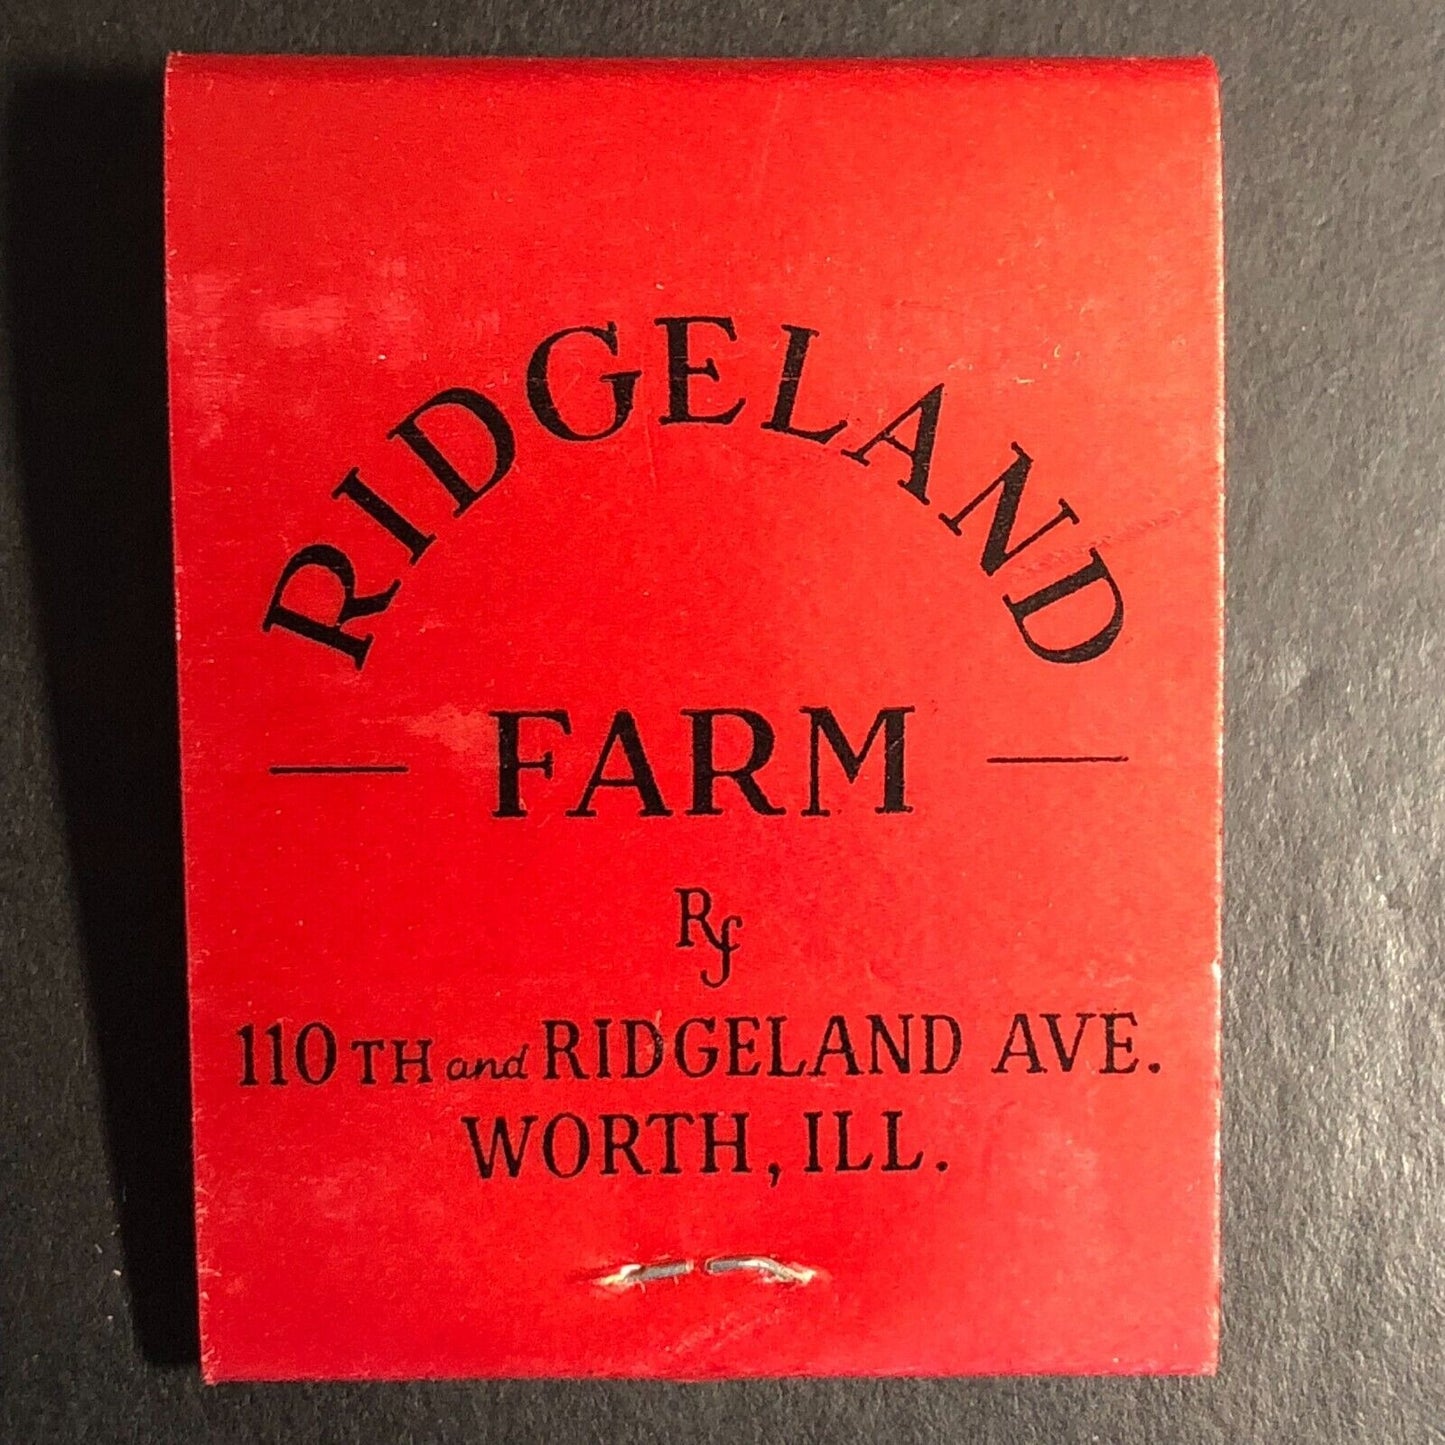 RIDGELAND
FARM
Rf
110TH and RIDGELAND AVE.
WORTH, ILL.